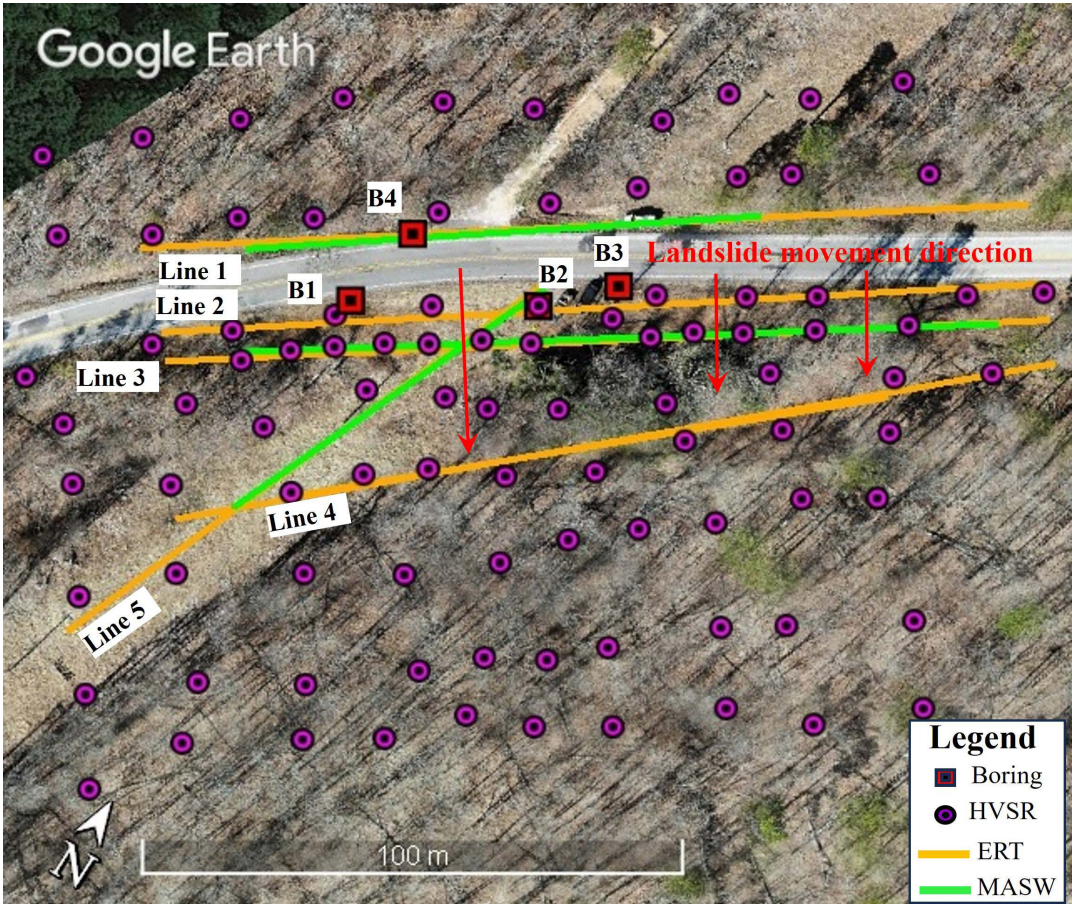 Google Earth
B4
Line 1
B3
Landslide movement direction
B2
B1
Line 2
Line 3
Line 4
Line 5
Legend
Boring
HVSR
ERT
MASW
N
100 m